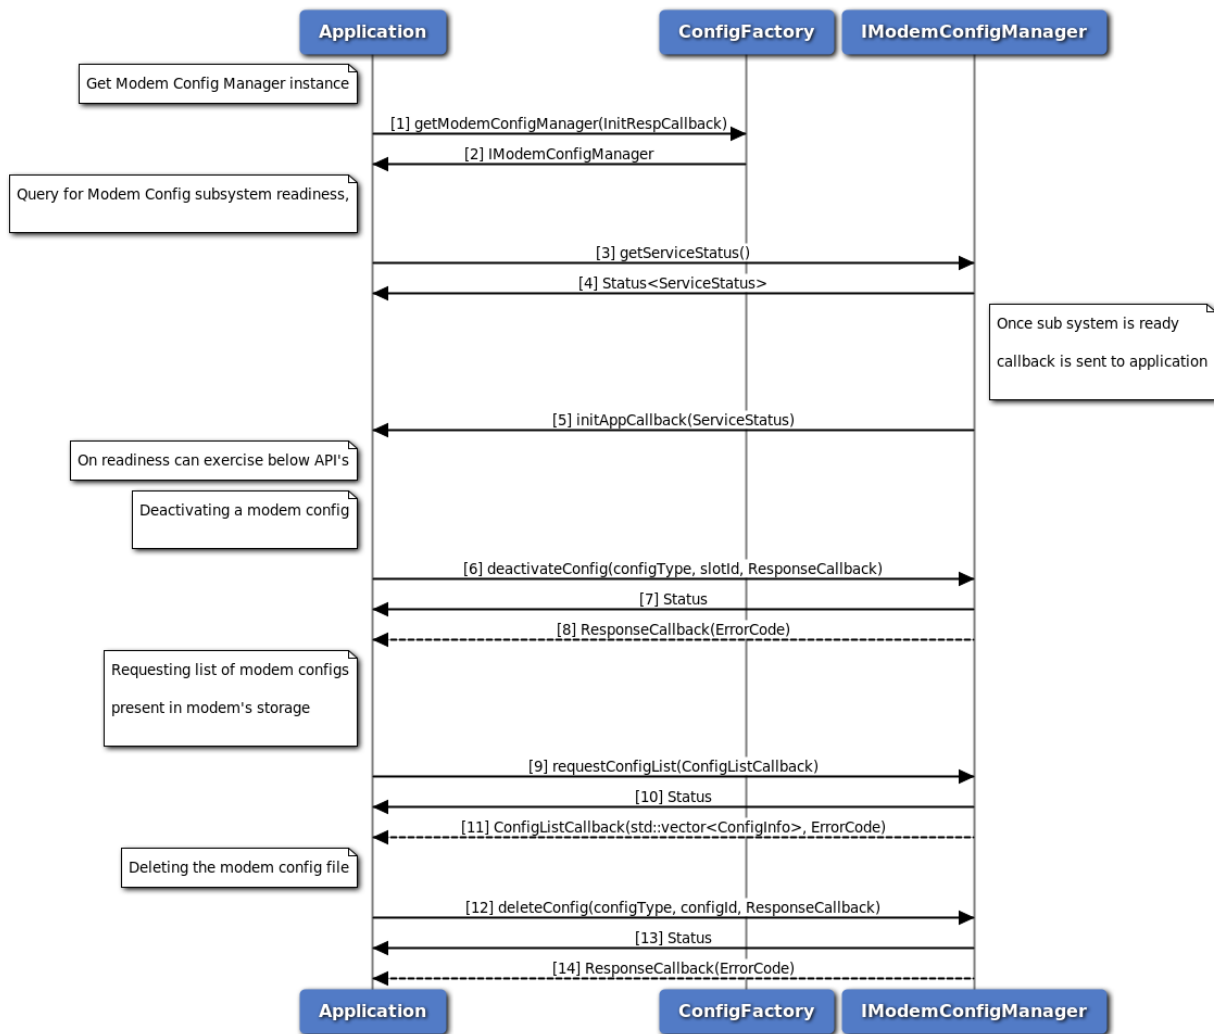 Application
ConfigFactory
IModemConfigManager
Get Modem Config Manager instance
[1] getModemConfigManager(InitRespCallback)
[2] IModemConfigManager
Query for Modem Config subsystem readiness,
[3] getServiceStatus()
[4] Status<ServiceStatus>
Once sub system is ready
callback is sent to application
[5] initAppCallback(ServiceStatus)
On readiness can exercise below API's
Deactivating a modem config
[6] deactivateConfig(configType, slotId, ResponseCallback)
[7] Status
[8] ResponseCallback(ErrorCode)
Requesting list of modem configs
present in modem's storage
[9] requestConfigList(ConfigListCallback)
[10] Status
[11] ConfigListCallback(std::vector<ConfigInfo>, ErrorCode)
Deleting the modem config file
[12] deleteConfig(configType, configId, ResponseCallback)
[13] Status
[14] ResponseCallback(ErrorCode)
Application
ConfigFactory
IModemConfigManager